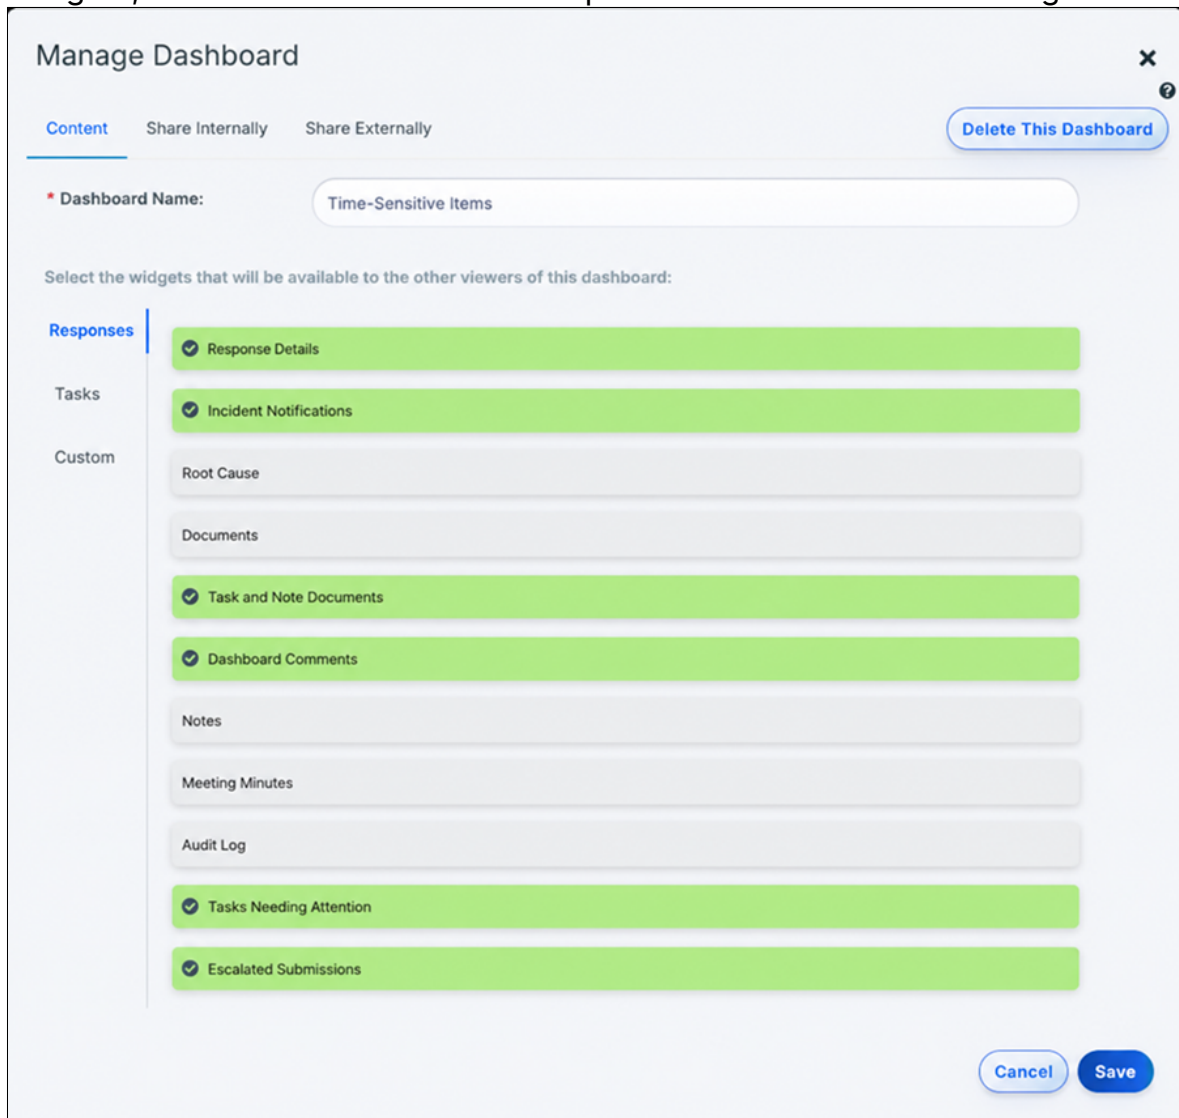 Manage Dashboard
Content Share Internally Share Externally Delete This Dashboard
* Dashboard Name: Time-Sensitive Items
Select the widgets that will be available to the other viewers of this dashboard:
Responses
Tasks
Custom
Response Details
Incident Notifications
Root Cause
Documents
Task and Note Documents
Dashboard Comments
Notes
Meeting Minutes
Audit Log
Tasks Needing Attention
Escalated Submissions
Cancel Save